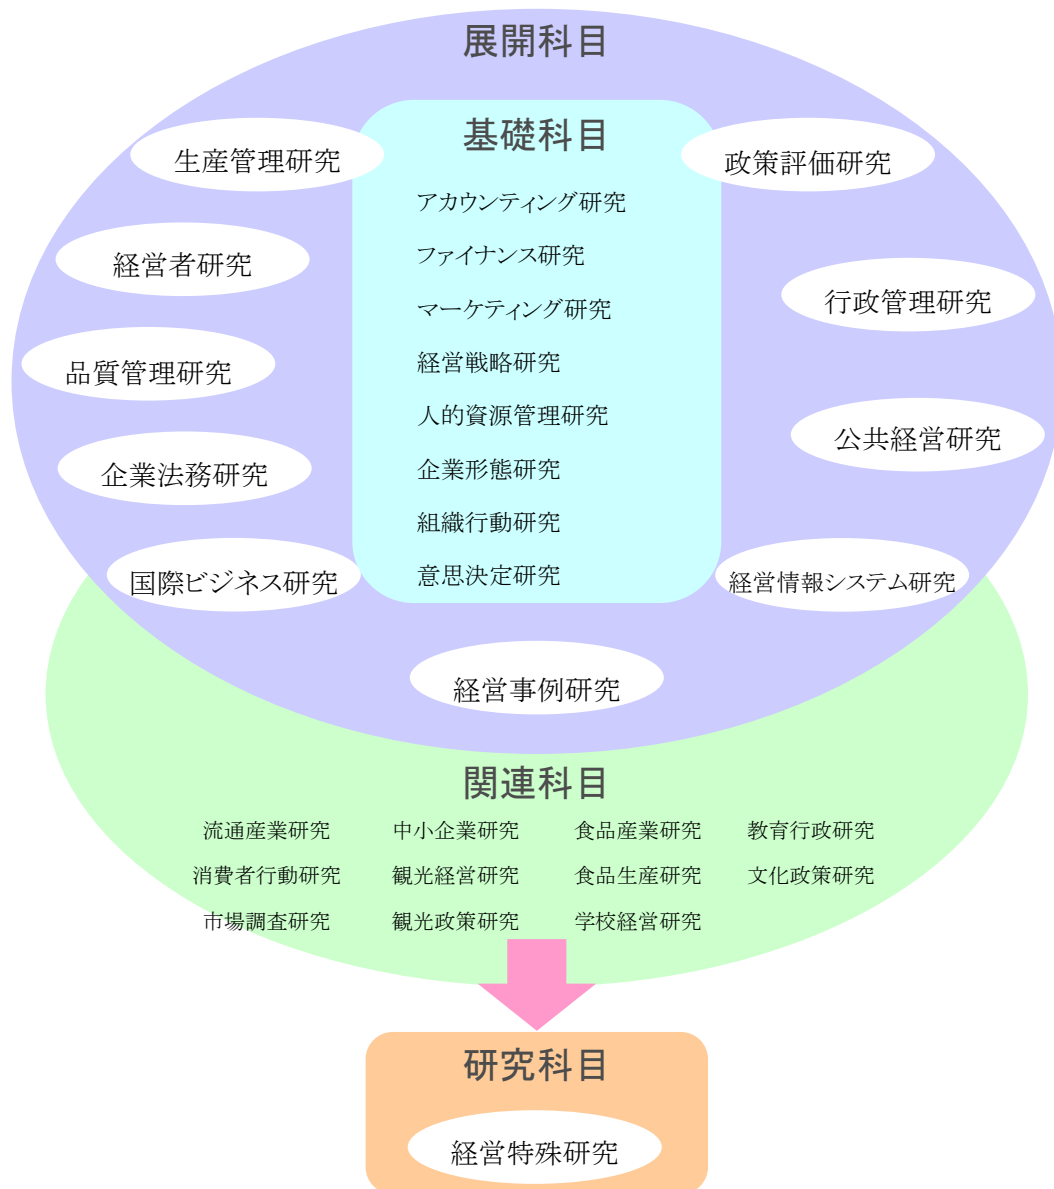 展開科目
基礎科目
生産管理研究
政策評価研究
アカウンティング研究
経営者研究
ファイナンス研究
行政管理研究
マーケティング研究
品質管理研究
経営戦略研究
人的資源管理研究
公共経営研究
企業法務研究
企業形態研究
組織行動研究
国際ビジネス研究
意思決定研究
経営情報システム研究
経営事例研究
関連科目
流通産業研究 中小企業研究 食品産業研究 教育行政研究
消費者行動研究 観光経営研究 食品生産研究 文化政策研究
市場調査研究 観光政策研究 学校経営研究
研究科目
経営特殊研究